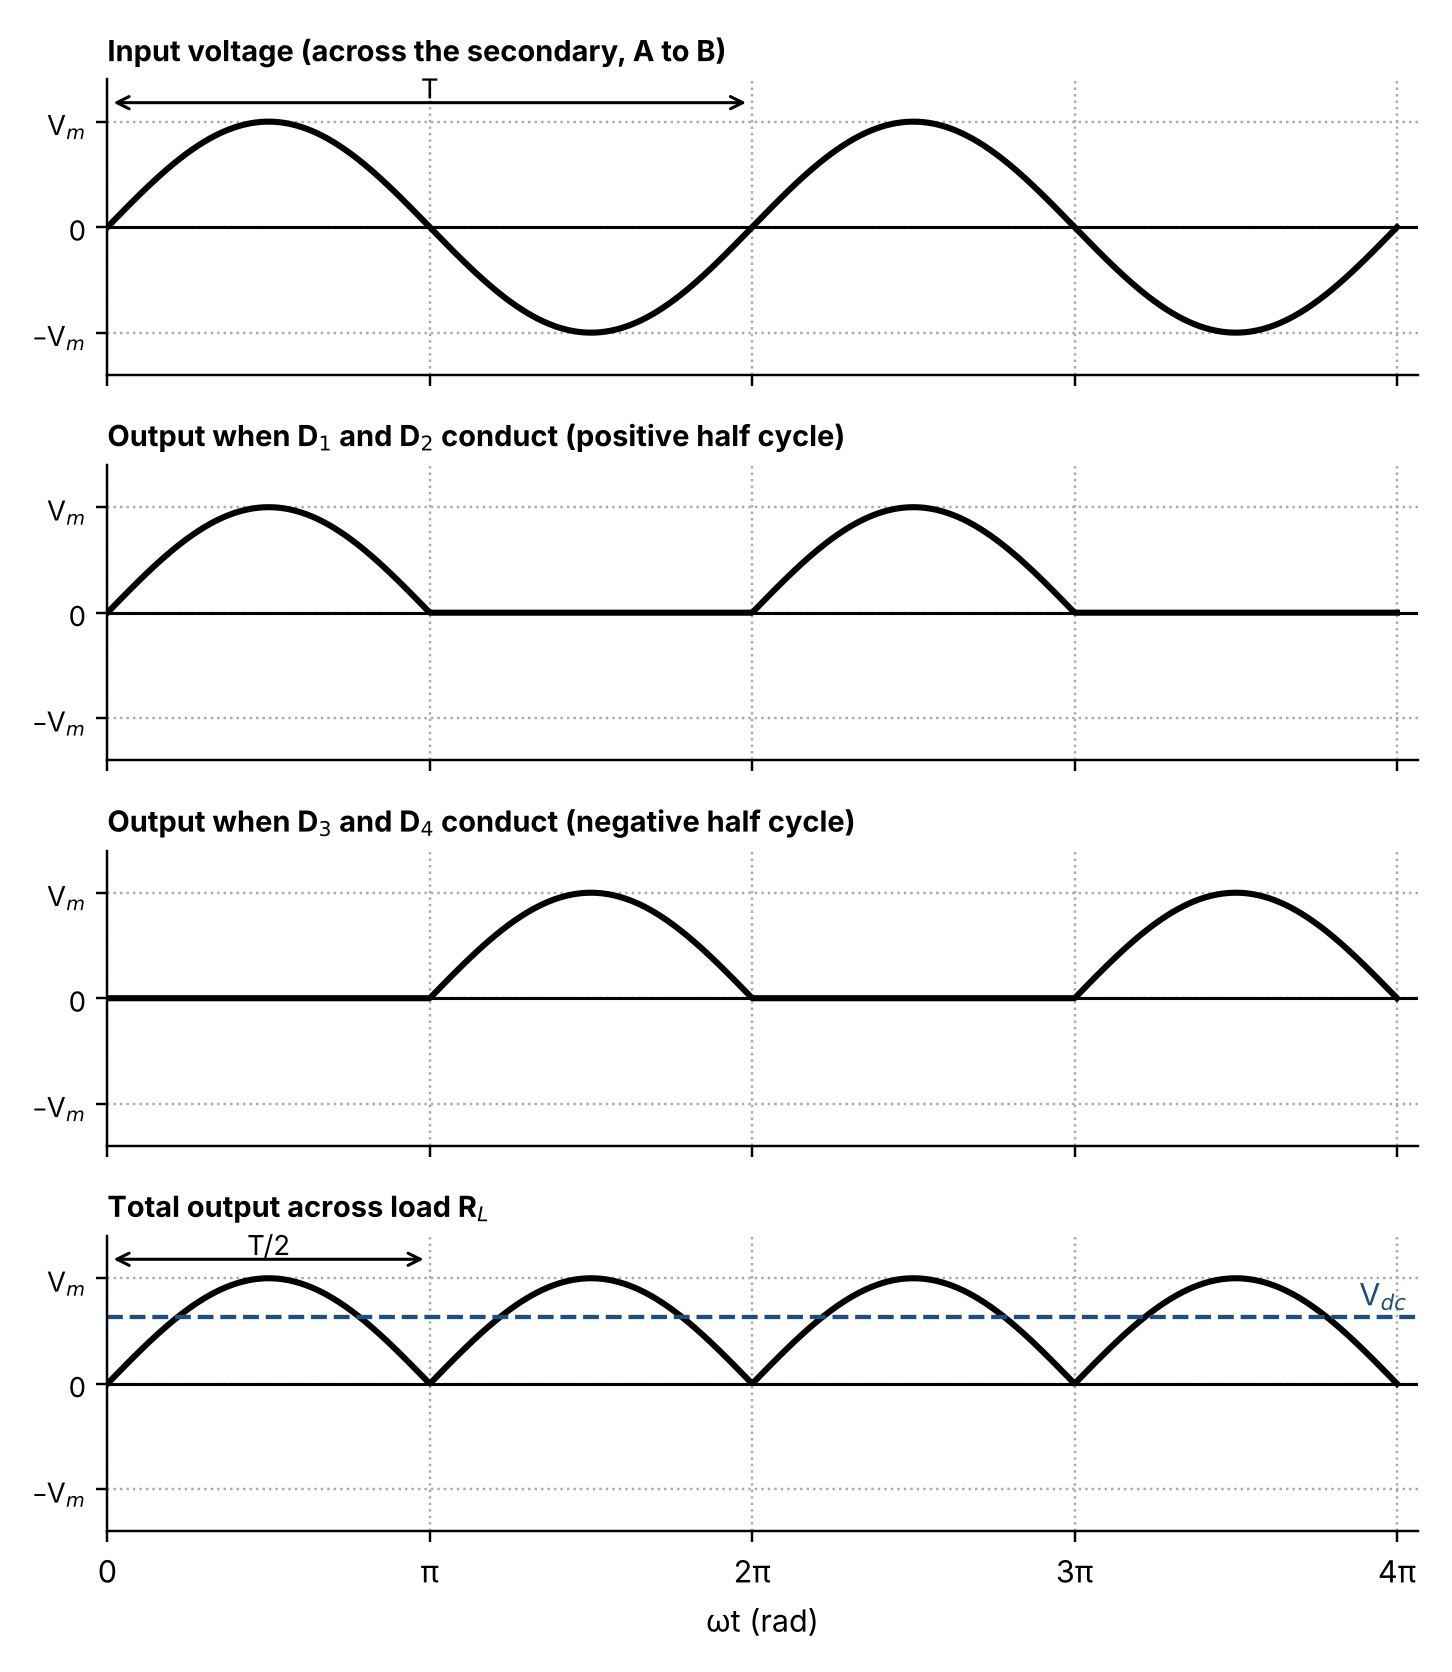 Input voltage (across the secondary, A to B)
T
Vₘ
0
–Vₘ
Output when D₁ and D₂ conduct (positive half cycle)
Vₘ
0
–Vₘ
Output when D₃ and D₄ conduct (negative half cycle)
Vₘ
0
–Vₘ
Total output across load R_L
T/2
Vₘ
V_dc
0
–Vₘ
0 π 2π 3π 4π
ωt (rad)